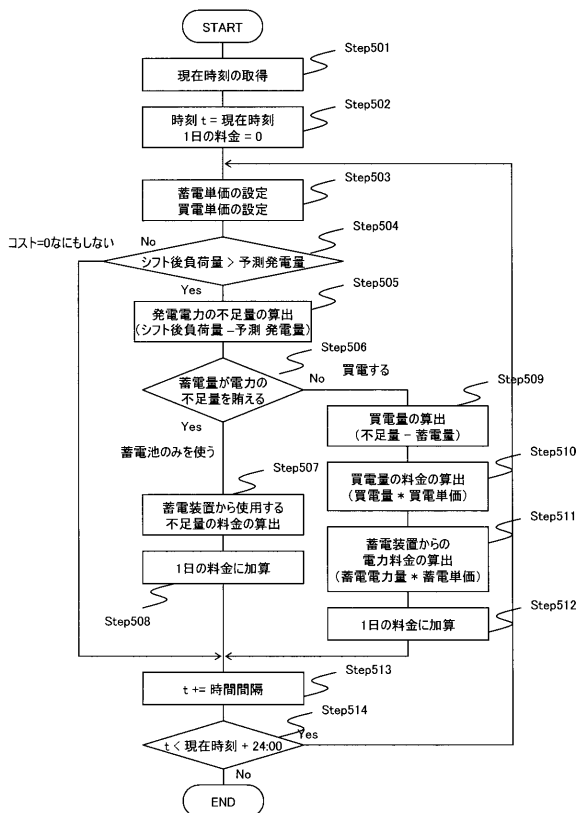 START
Step501
現在時刻の取得
Step502
時刻 t = 現在時刻
1日の料金 = 0
Step503
蓄電単価の設定
買電単価の設定
Step504
コスト=0なにもしない
No
シフト後負荷量 > 予測発電量
Yes
Step505
発電電力の不足量の算出
(シフト後負荷量 −予測 発電量)
Step506
蓄電量が電力の
不足量を賄える
No
買電する
Yes
蓄電池のみを使う
Step509
買電量の算出
(不足量 − 蓄電量)
Step510
買電量の料金の算出
(買電量 * 買電単価)
Step507
蓄電装置から使用する
不足量の料金の算出
Step511
蓄電装置からの
電力料金の算出
(蓄電電力量 * 蓄電単価)
1日の料金に加算
Step508
Step512
1日の料金に加算
Step513
t += 時間間隔
Step514
t < 現在時刻 + 24:00
Yes
No
END